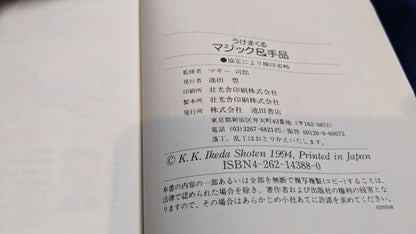 うけまくる
マジック&手品
●協定により検印省略
監修者 マギー 司郎
発行者 池田 豊
印刷所 壮光舎印刷株式会社
製本所 壮光舎印刷株式会社
発行所 株式会社 池田書店
東京都新宿区弁天町43番地(〒162-0851)
電話 (03)3267-6821㈹/振替 00120-9-60072
落丁、乱丁はおとりかえいたします。
© K.K. Ikeda Shoten 1994, Printed in Japan
ISBN4-262-14388-0
本書の内容の一部あるいは全部を無断で複写複製(コピー)することは、
法律で認められた場合を除き、著作者および出版社の権利の侵害とな
りますので、その場合はあらかじめ小社あてに許諾を求めてください。